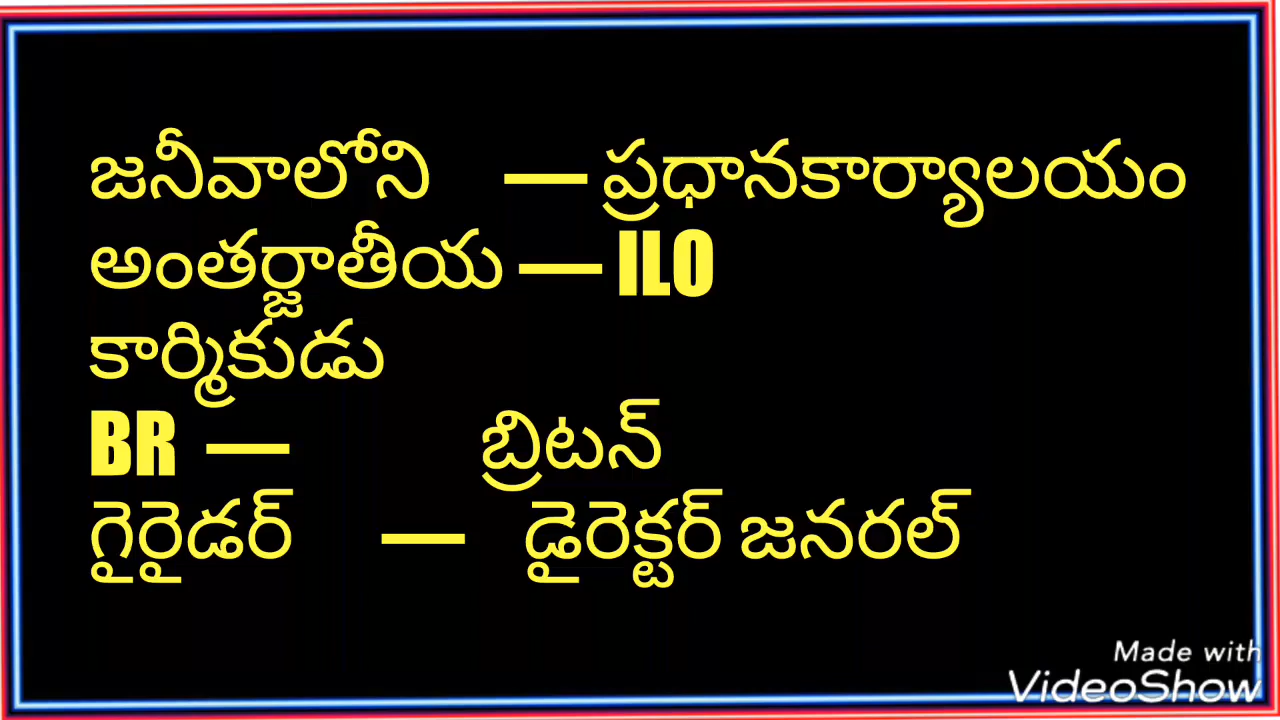 జనీవాలోని — ప్రధానకార్యాలయం
అంతర్జాతీయ — ILO
కార్మికుడు
BR — బ్రిటన్
గైరైడర్ — డైరెక్టర్ జనరల్
Made with
VideoShow